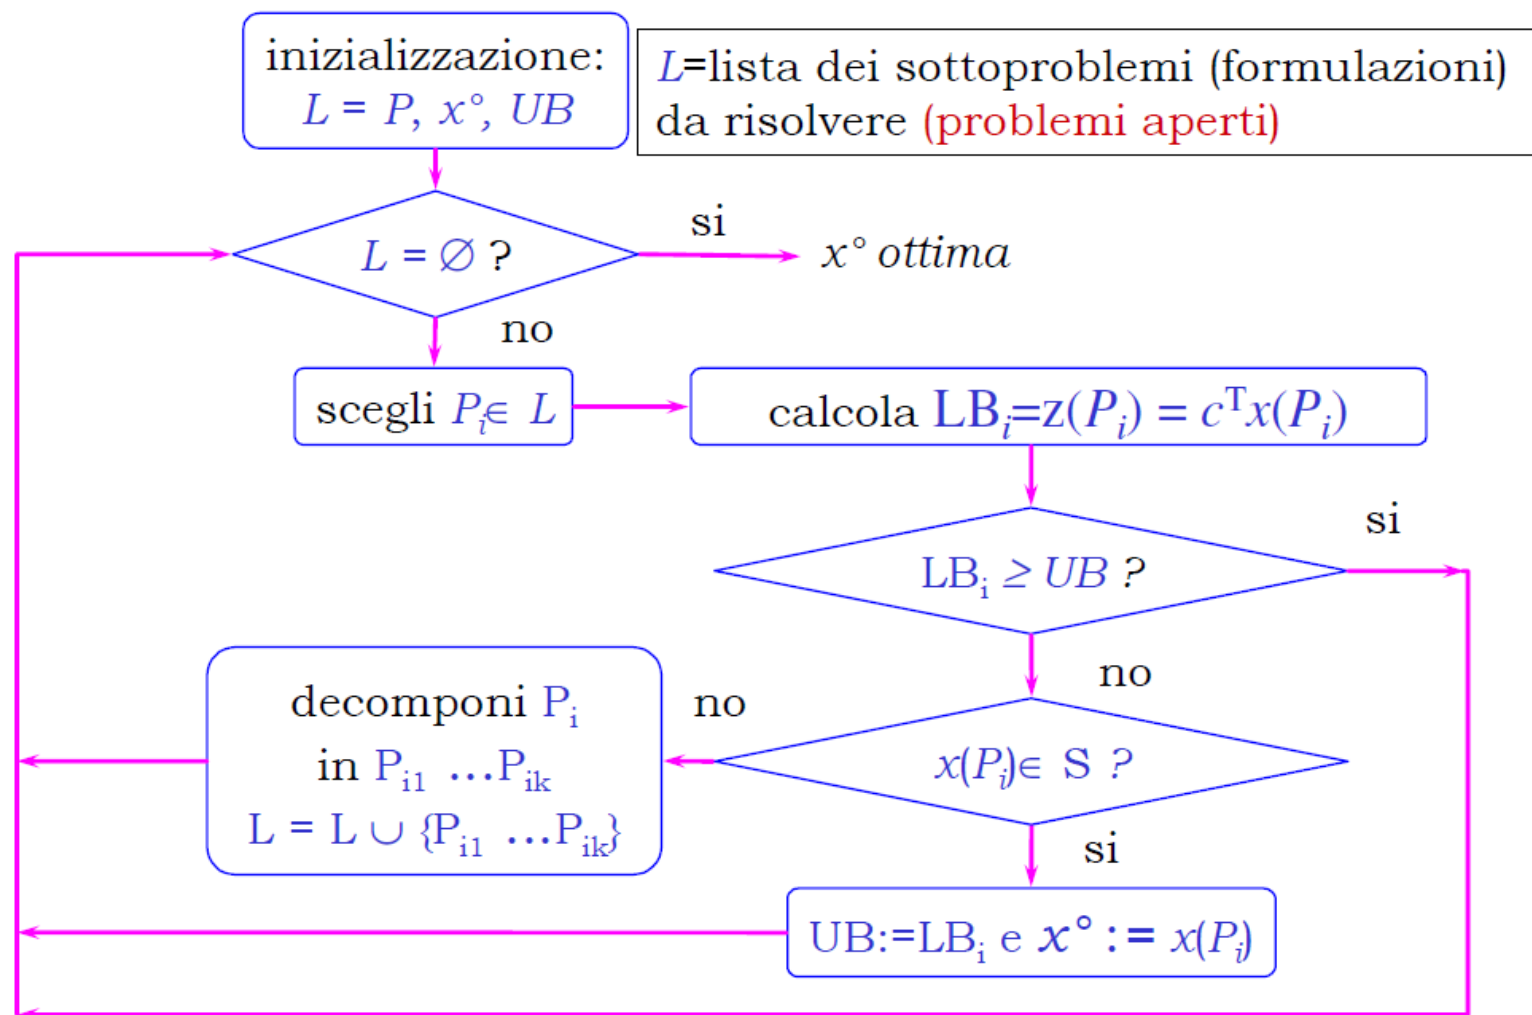 inizializzazione:
L = P, x°, UB
L=lista dei sottoproblemi (formulazioni)
da risolvere (problemi aperti)
L = ∅ ?
si
x° ottima
no
scegli Pᵢ∈ L
calcola LBᵢ=z(Pᵢ) = cᵀx(Pᵢ)
LBᵢ ≥ UB ?
si
no
x(Pᵢ)∈ S ?
no
decomponi Pᵢ
in Pᵢ₁ …Pᵢₖ
L = L ∪ {Pᵢ₁ …Pᵢₖ}
si
UB:=LBᵢ e x° := x(Pᵢ)